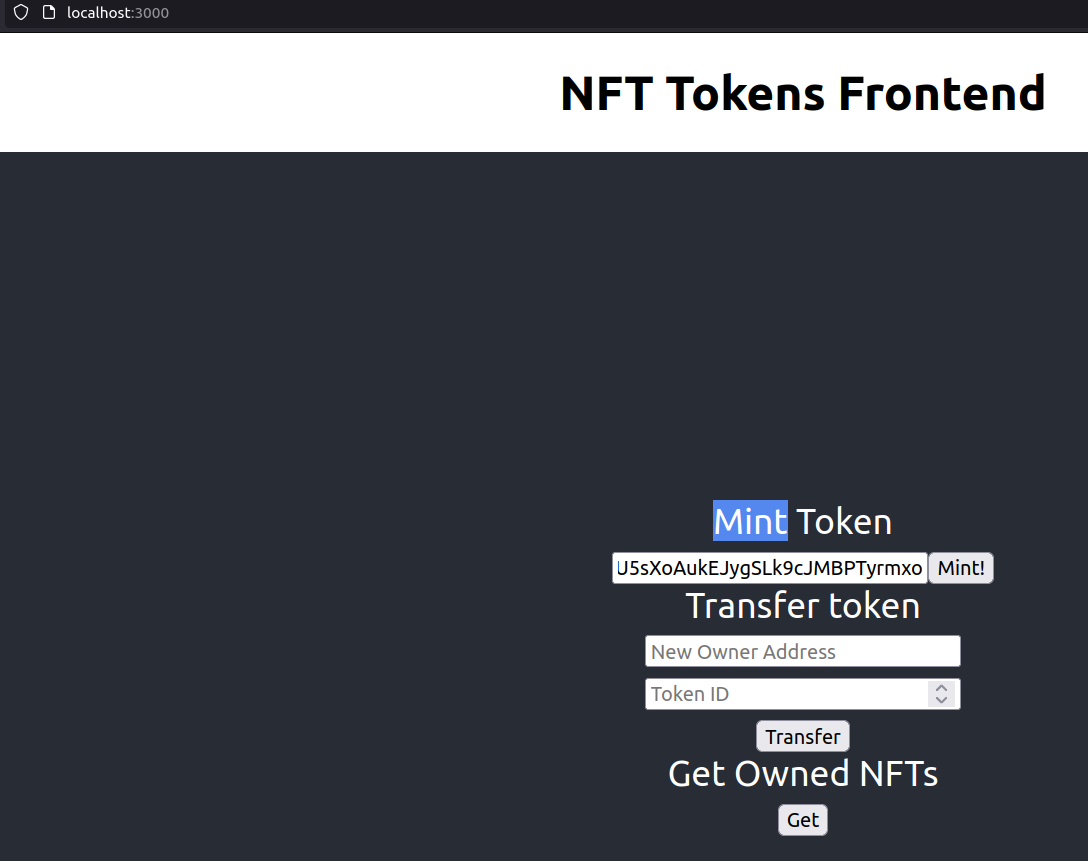 localhost:3000
NFT Tokens Frontend
Mint Token
U5sXoAukEJygSLk9cJMBPTyrmxo Mint!
Transfer token
New Owner Address
Token ID
Transfer
Get Owned NFTs
Get